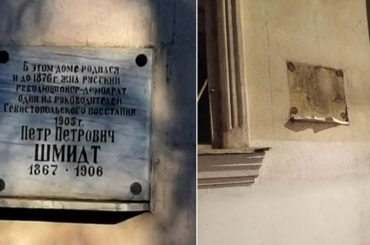 В этом доме родился
и до 1876 г. жил русский
революционер-демократ
один из руководителей
Севастопольского восстания
1905 г.
Петр Петрович
ШМИДТ
1867 - 1906